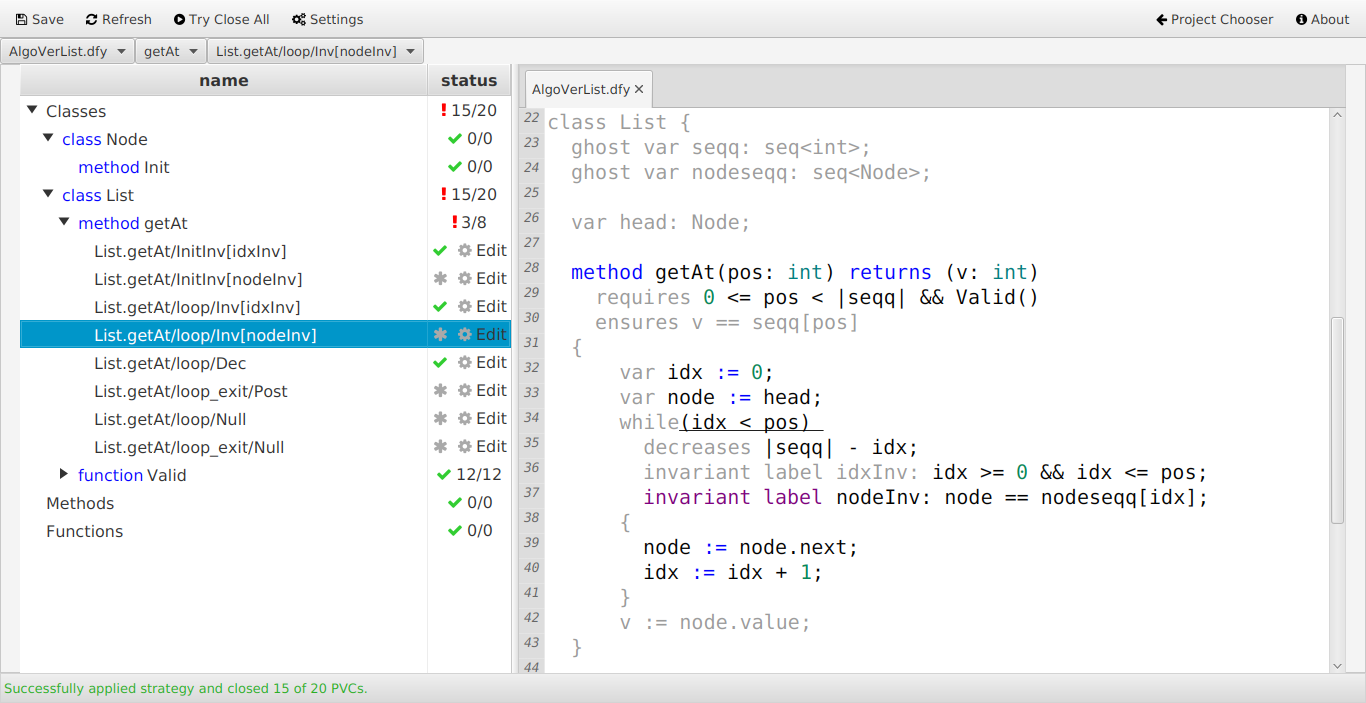 Save Refresh Try Close All Settings Project Chooser About
AlgoVerList.dfy getAt List.getAt/loop/Inv[nodeInv]
name status
Classes 15/20
class Node 0/0
method Init 0/0
class List 15/20
method getAt 3/8
List.getAt/InitInv[idxInv] Edit
List.getAt/InitInv[nodeInv] Edit
List.getAt/loop/Inv[idxInv] Edit
List.getAt/loop/Inv[nodeInv] Edit
List.getAt/loop/Dec Edit
List.getAt/loop_exit/Post Edit
List.getAt/loop/Null Edit
List.getAt/loop_exit/Null Edit
function Valid 12/12
Methods 0/0
Functions 0/0
AlgoVerList.dfy
22 class List {
23 ghost var seqq: seq<int>;
24 ghost var nodeseqq: seq<Node>;
25
26 var head: Node;
27
28 method getAt(pos: int) returns (v: int)
29 requires 0 <= pos < |seqq| && Valid()
30 ensures v == seqq[pos]
31 {
32 var idx := 0;
33 var node := head;
34 while(idx < pos)
35 decreases |seqq| - idx;
36 invariant label idxInv: idx >= 0 && idx <= pos;
37 invariant label nodeInv: node == nodeseqq[idx];
38 {
39 node := node.next;
40 idx := idx + 1;
41 }
42 v := node.value;
43 }
44
Successfully applied strategy and closed 15 of 20 PVCs.